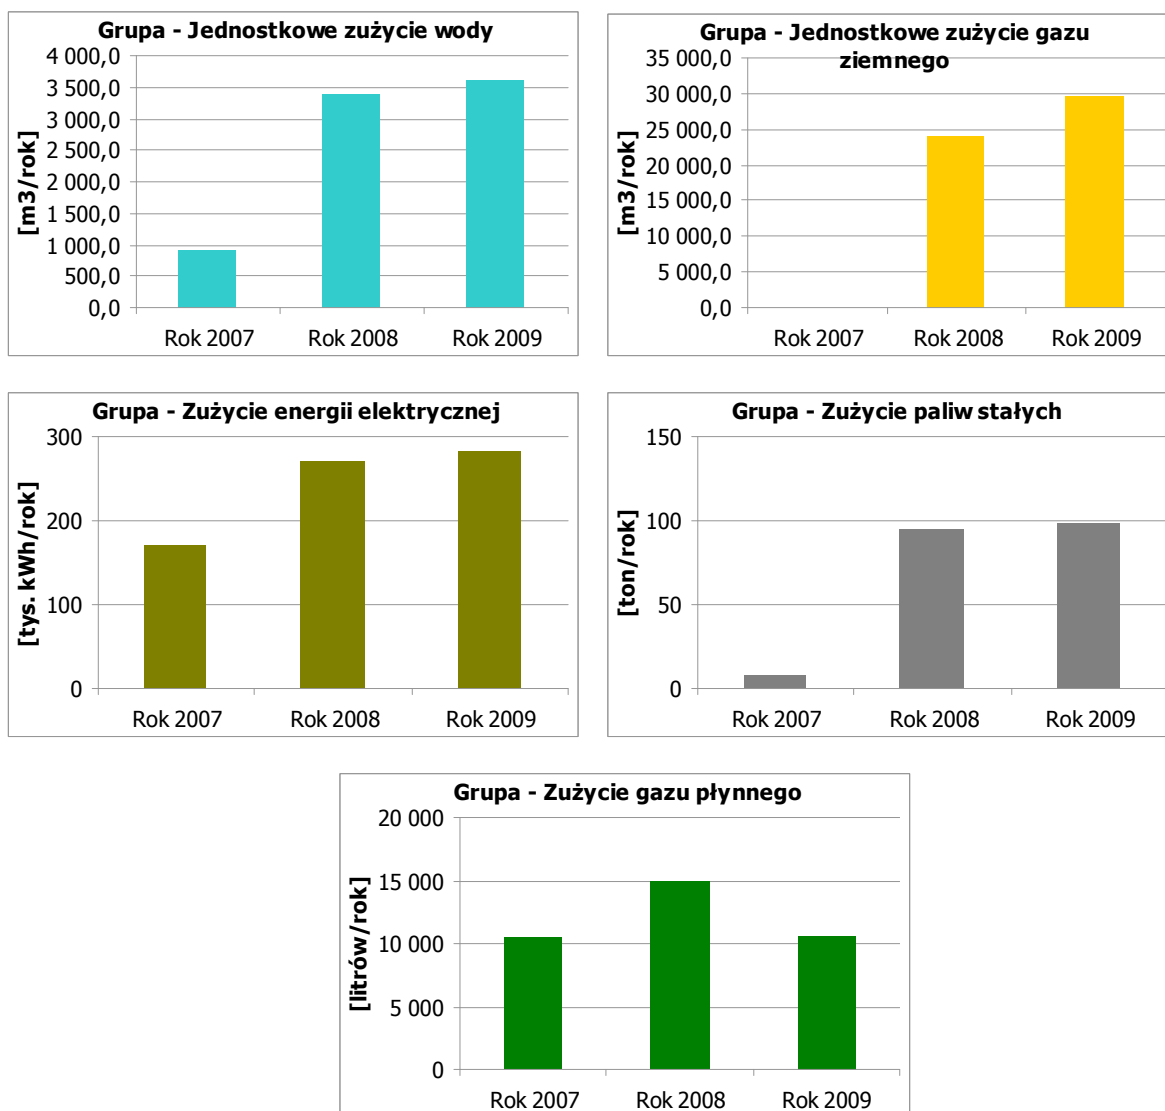 Grupa - Jednostkowe zużycie wody
4 000,0
3 500,0
3 000,0
2 500,0
2 000,0
1 500,0
1 000,0
500,0
0,0
[m3/rok]
Rok 2007 Rok 2008 Rok 2009
Grupa - Jednostkowe zużycie gazu
ziemnego
35 000,0
30 000,0
25 000,0
20 000,0
15 000,0
10 000,0
5 000,0
0,0
[m3/rok]
Rok 2007 Rok 2008 Rok 2009
Grupa - Zużycie energii elektrycznej
300
200
100
0
[tys. kWh/rok]
Rok 2007 Rok 2008 Rok 2009
Grupa - Zużycie paliw stałych
150
100
50
0
[ton/rok]
Rok 2007 Rok 2008 Rok 2009
Grupa - Zużycie gazu płynnego
20 000
15 000
10 000
5 000
0
[litrów/rok]
Rok 2007 Rok 2008 Rok 2009